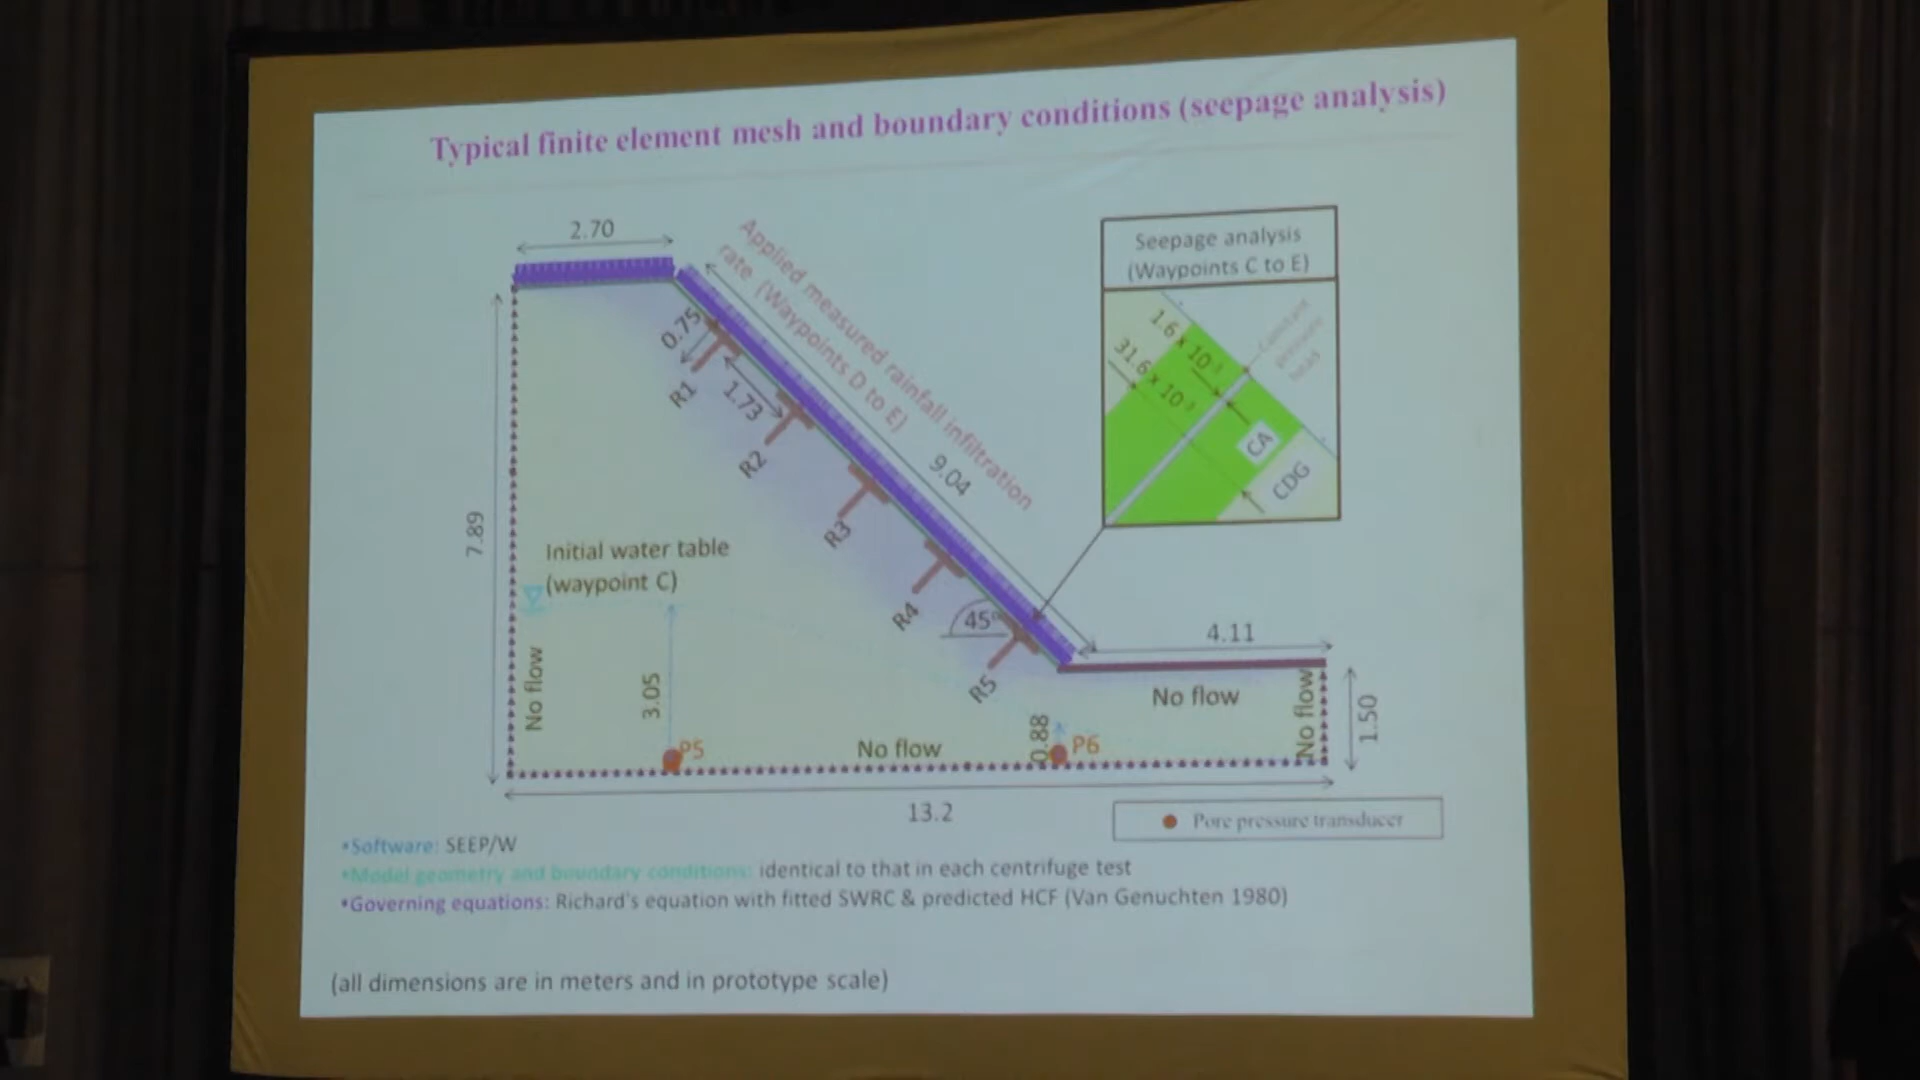 Typical finite element mesh and boundary conditions (seepage analysis)
2.70
Applied measured rainfall infiltration
rate (Waypoints D to E)
Seepage analysis
(Waypoints C to E)
1.6 x 10⁻³
31.6 x 10⁻³
Constant
pressure
head
CA
CDG
0.75
R1
1.73
R2
9.04
R3
7.89
Initial water table
(waypoint C)
R4
45°
4.11
R5
No flow
3.05
No flow
No flow
1.50
0.88
P5
No flow
P6
13.2
Pore pressure transducer
•Software: SEEP/W
•Model geometry and boundary conditions: identical to that in each centrifuge test
•Governing equations: Richard's equation with fitted SWRC & predicted HCF (Van Genuchten 1980)
(all dimensions are in meters and in prototype scale)